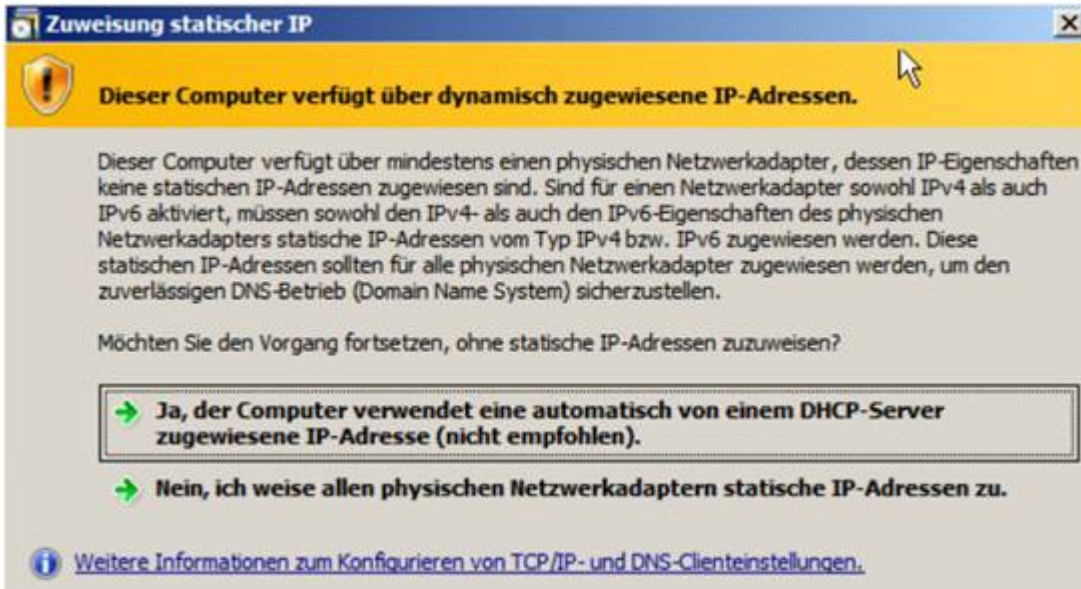 Zuweisung statischer IP
Dieser Computer verfügt über dynamisch zugewiesene IP-Adressen.
Dieser Computer verfügt über mindestens einen physischen Netzwerkadapter, dessen IP-Eigenschaften
keine statischen IP-Adressen zugewiesen sind. Sind für einen Netzwerkadapter sowohl IPv4 als auch
IPv6 aktiviert, müssen sowohl den IPv4- als auch den IPv6-Eigenschaften des physischen
Netzwerkadapters statische IP-Adressen vom Typ IPv4 bzw. IPv6 zugewiesen werden. Diese
statischen IP-Adressen sollten für alle physischen Netzwerkadapter zugewiesen werden, um den
zuverlässigen DNS-Betrieb (Domain Name System) sicherzustellen.
Möchten Sie den Vorgang fortsetzen, ohne statische IP-Adressen zuzuweisen?
Ja, der Computer verwendet eine automatisch von einem DHCP-Server
zugewiesene IP-Adresse (nicht empfohlen).
Nein, ich weise allen physischen Netzwerkadaptern statische IP-Adressen zu.
Weitere Informationen zum Konfigurieren von TCP/IP- und DNS-Clienteinstellungen.